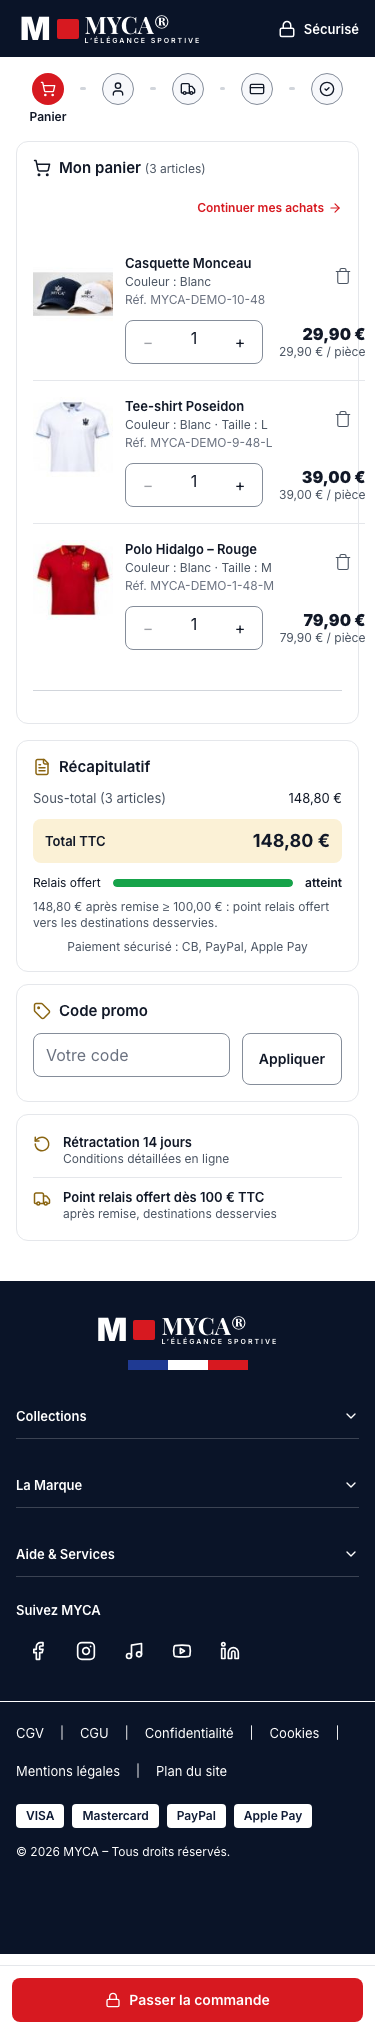 M MYCA®
L'ÉLÉGANCE SPORTIVE
Sécurisé
Panier
Mon panier (3 articles)
Continuer mes achats →
Casquette Monceau
Couleur : Blanc
Réf. MYCA-DEMO-10-48
− 1 +
29,90 €
29,90 € / pièce
Tee-shirt Poseidon
Couleur : Blanc · Taille : L
Réf. MYCA-DEMO-9-48-L
− 1 +
39,00 €
39,00 € / pièce
Polo Hidalgo – Rouge
Couleur : Blanc · Taille : M
Réf. MYCA-DEMO-1-48-M
− 1 +
79,90 €
79,90 € / pièce
Récapitulatif
Sous-total (3 articles) 148,80 €
Total TTC 148,80 €
Relais offert atteint
148,80 € après remise ≥ 100,00 € : point relais offert
vers les destinations desservies.
Paiement sécurisé : CB, PayPal, Apple Pay
Code promo
Votre code
Appliquer
Rétractation 14 jours
Conditions détaillées en ligne
Point relais offert dès 100 € TTC
après remise, destinations desservies
M MYCA®
L'ÉLÉGANCE SPORTIVE
Collections
La Marque
Aide & Services
Suivez MYCA
CGV | CGU | Confidentialité | Cookies |
Mentions légales | Plan du site
VISA Mastercard PayPal Apple Pay
© 2026 MYCA – Tous droits réservés.
Passer la commande